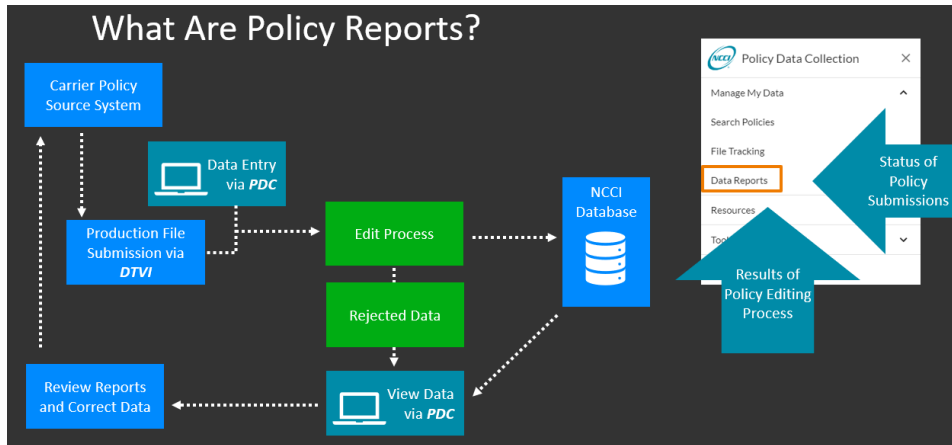 What Are Policy Reports?
Carrier Policy
Source System
Data Entry
via PDC
Production File
Submission via
DTVI
Edit Process
Rejected Data
NCCI
Database
View Data
via PDC
Review Reports
and Correct Data
NCCI
Policy Data Collection
Manage My Data
Search Policies
File Tracking
Data Reports
Resources
Status of
Policy
Submissions
Results of
Policy Editing
Process